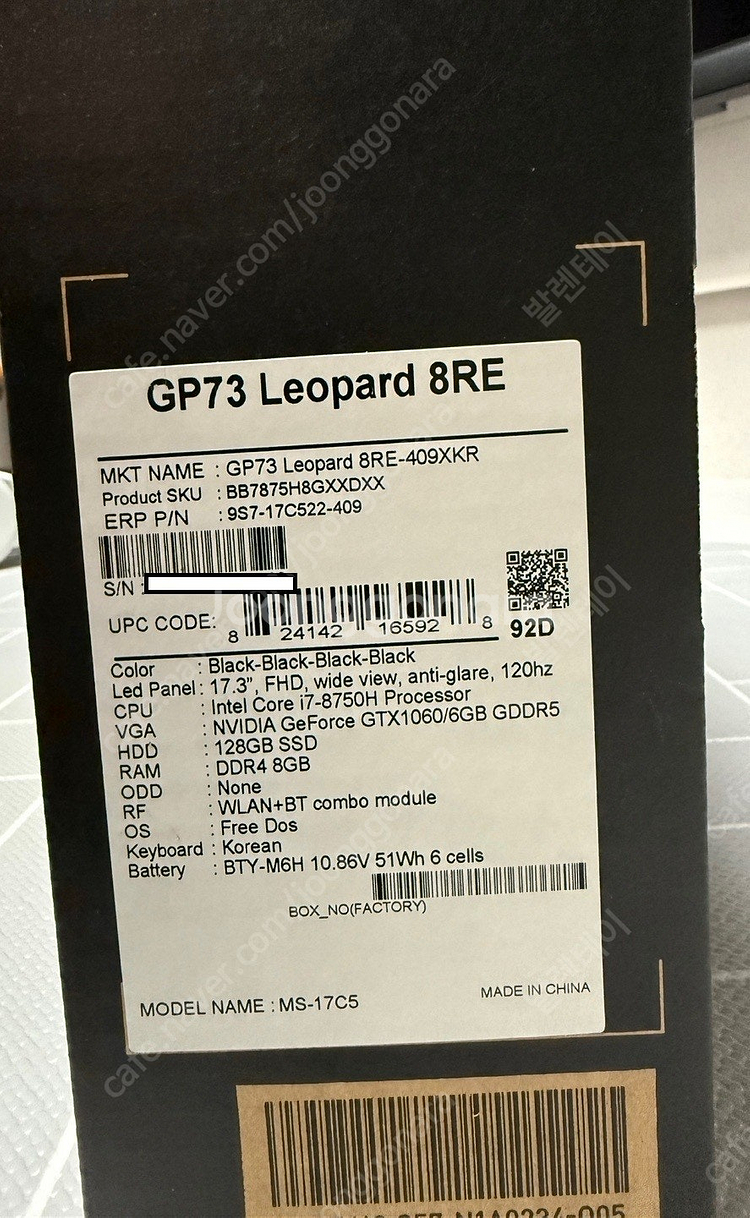 GP73 Leopard 8RE
MKT NAME : GP73 Leopard 8RE-409XKR
Product SKU : BB7875H8GXXDXX
ERP P/N : 9S7-17C522-409
S/N :
UPC CODE: 8 24142 16592 8
92D
Color : Black-Black-Black-Black
Led Panel : 17.3", FHD, wide view, anti-glare, 120hz
CPU : Intel Core i7-8750H Processor
VGA : NVIDIA GeForce GTX1060/6GB GDDR5
HDD : 128GB SSD
RAM : DDR4 8GB
ODD : None
RF : WLAN+BT combo module
OS : Free Dos
Keyboard : Korean
Battery : BTY-M6H 10.86V 51Wh 6 cells
BOX_NO(FACTORY)
MODEL NAME : MS-17C5
MADE IN CHINA
cafe.naver.com/joonggonara
발렌테이